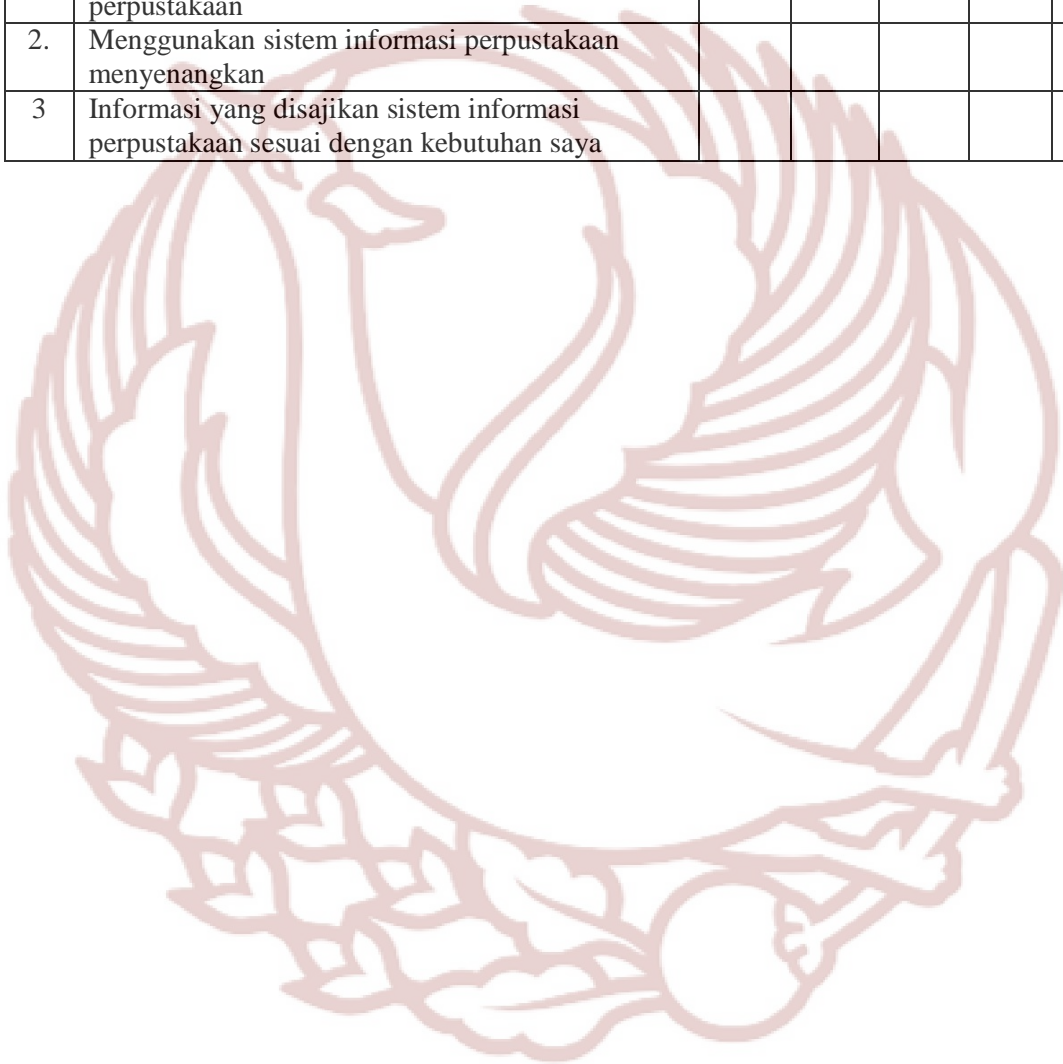 perpustakaan
2. Menggunakan sistem informasi perpustakaan
menyenangkan
3 Informasi yang disajikan sistem informasi
perpustakaan sesuai dengan kebutuhan saya